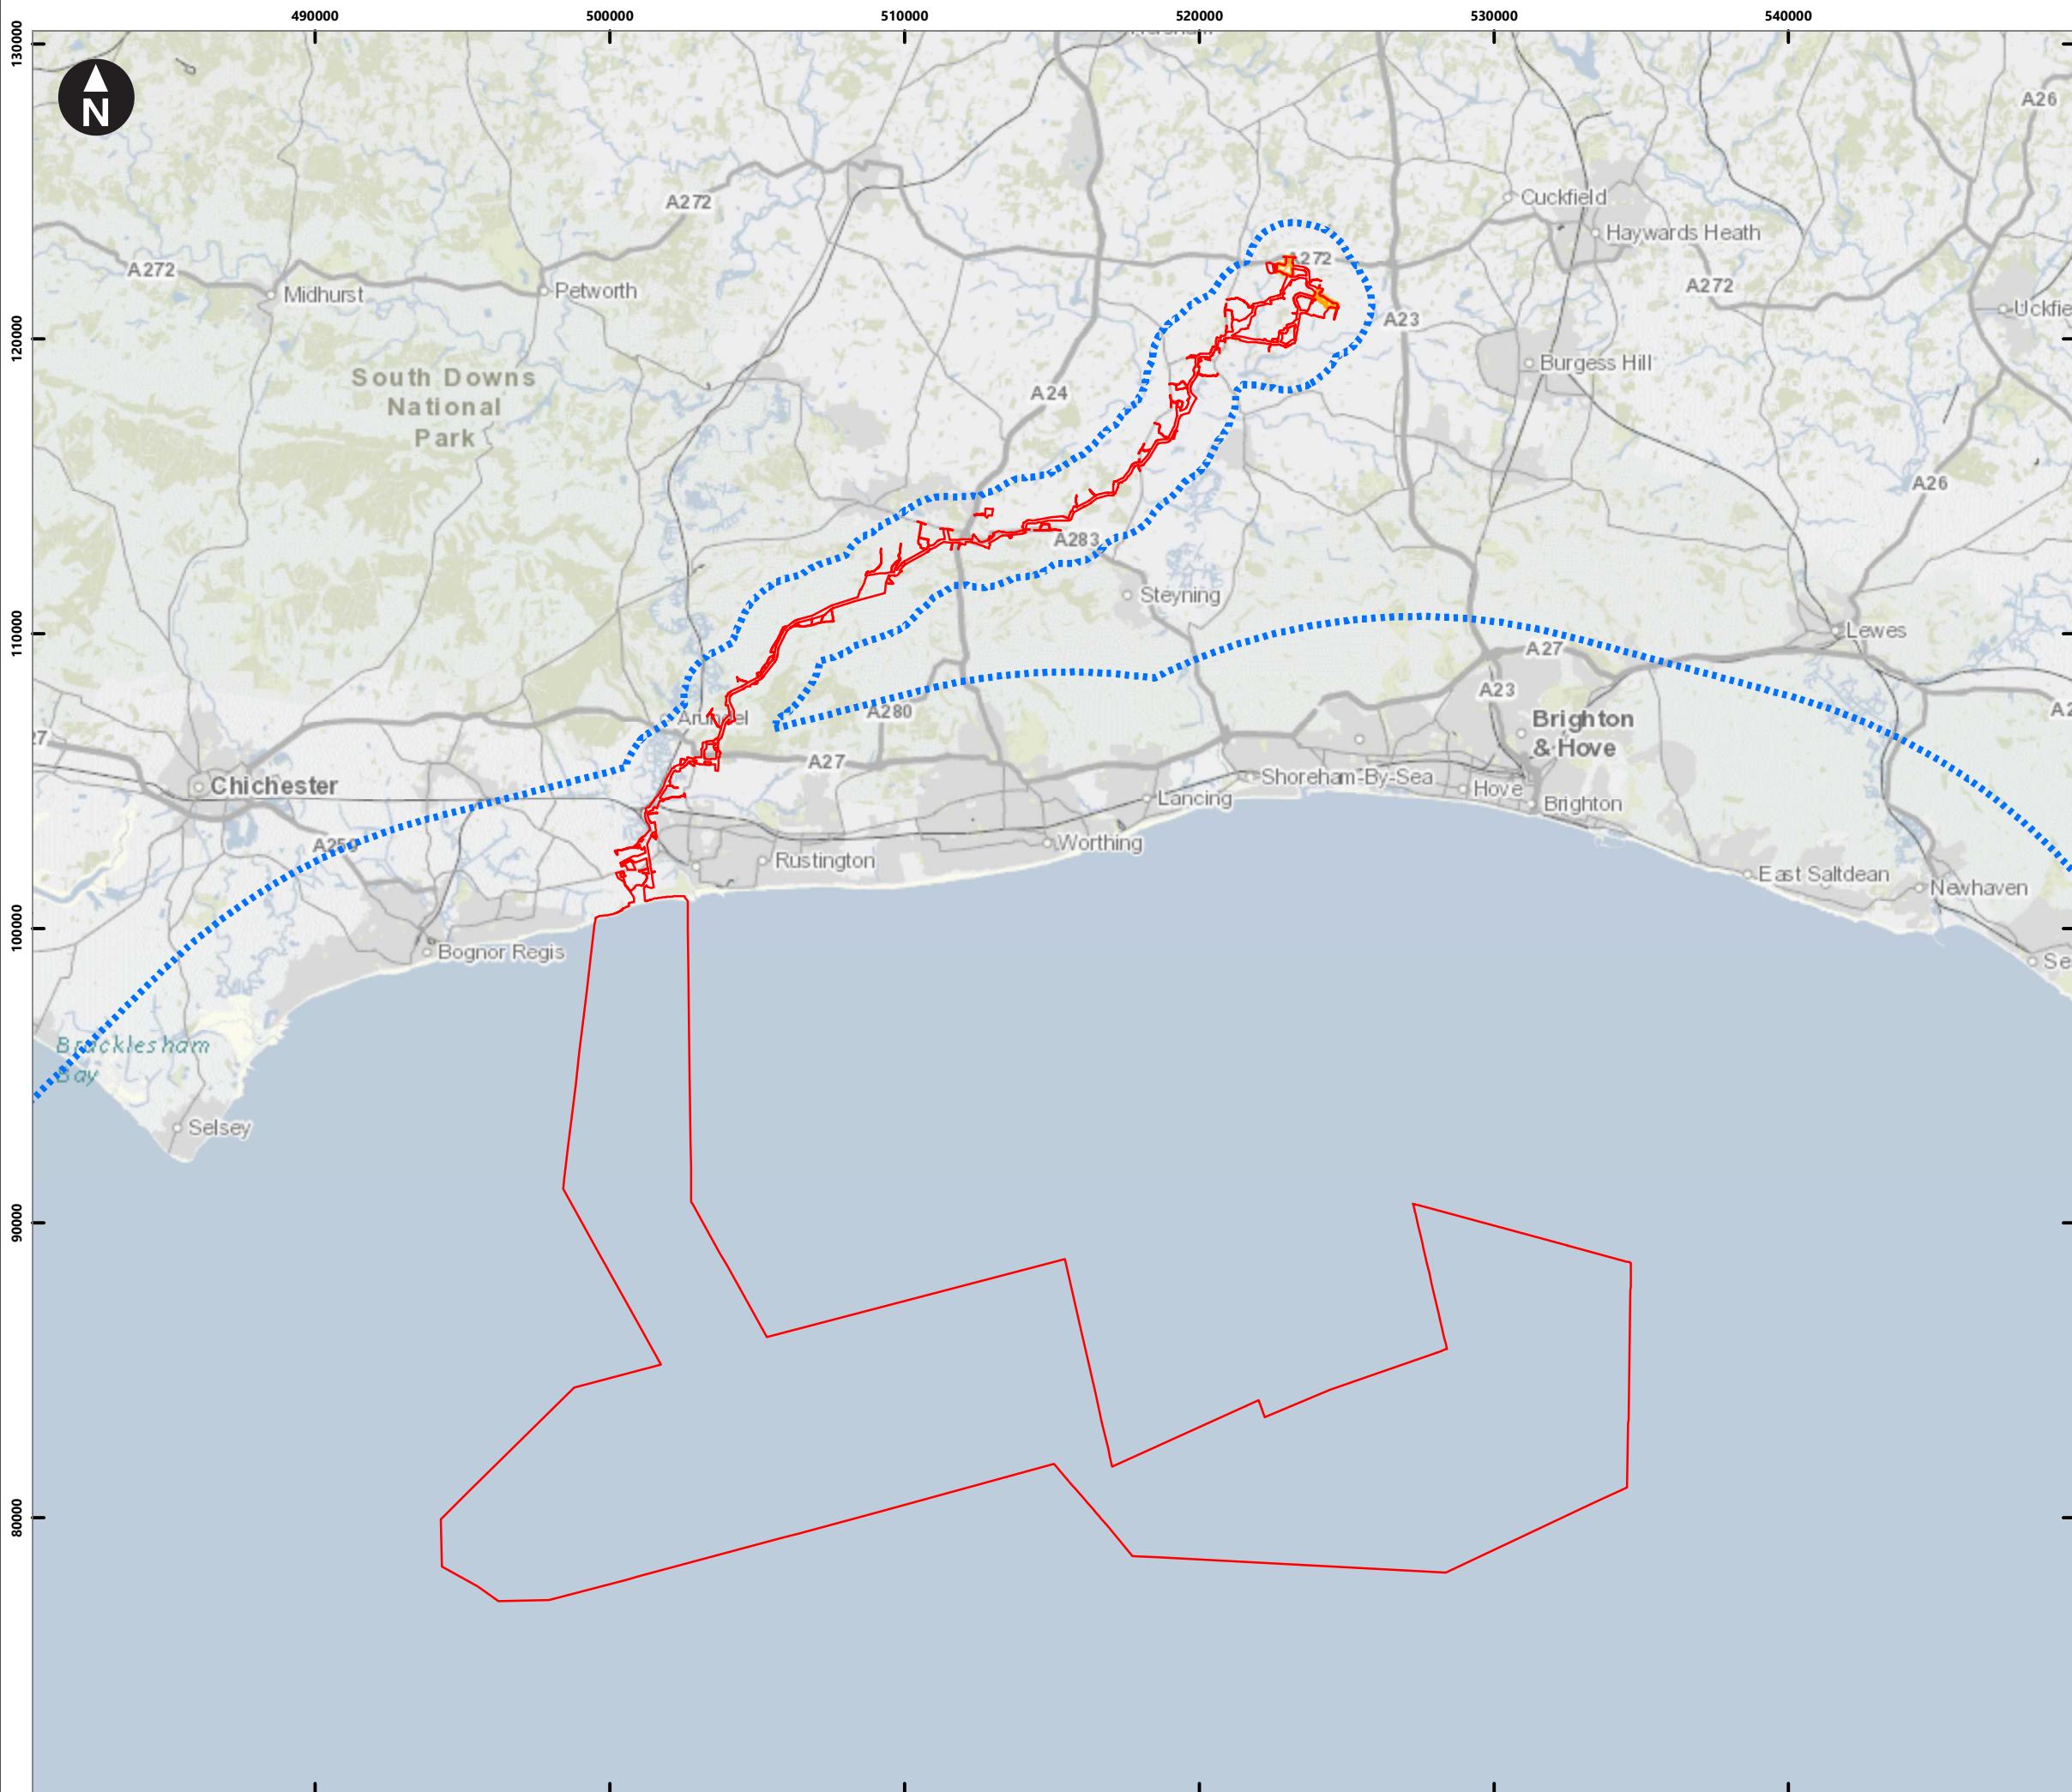 490000
500000
510000
520000
530000
540000
130000
120000
110000
100000
90000
80000
N
A26
A272
Cuckfield
Haywards Heath
A272
A272
A272
Midhurst
Petworth
A23
Burgess Hill
South Downs
National
Park
A24
A26
A283
Steyning
Lewes
A27
A23
Arundel
A280
Brighton
& Hove
A27
Chichester
Shoreham-By-Sea
Hove
Lancing
Brighton
Worthing
Rustington
East Saltdean
Newhaven
Bognor Regis
Bracklesham
Bay
Selsey